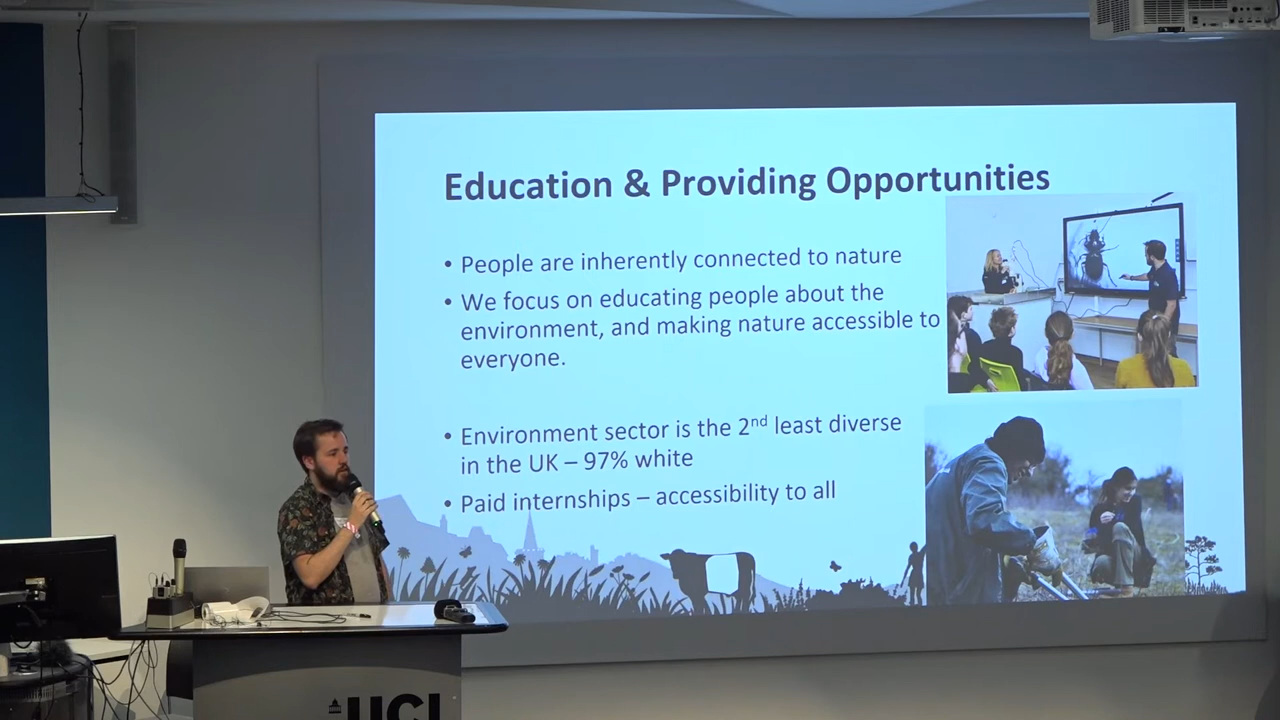 Education & Providing Opportunities
• People are inherently connected to nature
• We focus on educating people about the
environment, and making nature accessible to
everyone.
• Environment sector is the 2nd least diverse
in the UK – 97% white
• Paid internships – accessibility to all
UCL